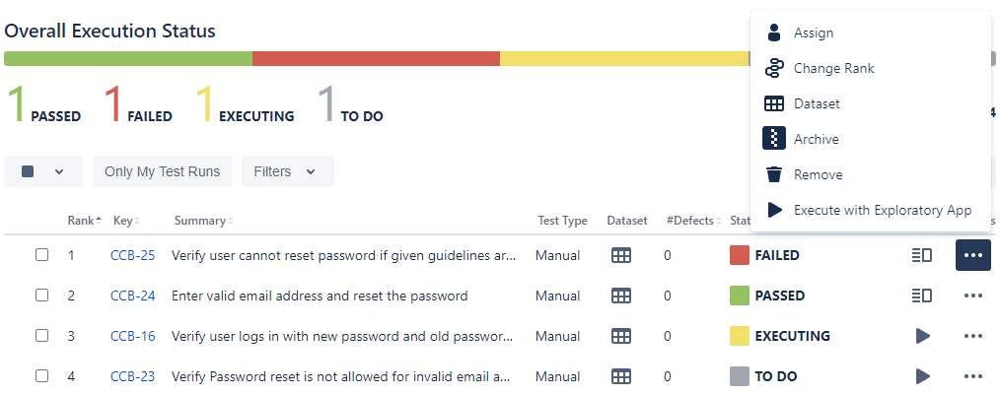 Overall Execution Status
1 PASSED 1 FAILED 1 EXECUTING 1 TO DO
4
Only My Test Runs Filters
Assign
Change Rank
Dataset
Archive
Remove
Execute with Exploratory App
Rank Key Summary Test Type Dataset #Defects Stat s
1 CCB-25 Verify user cannot reset password if given guidelines ar... Manual 0 FAILED
2 CCB-24 Enter valid email address and reset the password Manual 0 PASSED
3 CCB-16 Verify user logs in with new password and old passwor... Manual 0 EXECUTING
4 CCB-23 Verify Password reset is not allowed for invalid email a... Manual 0 TO DO